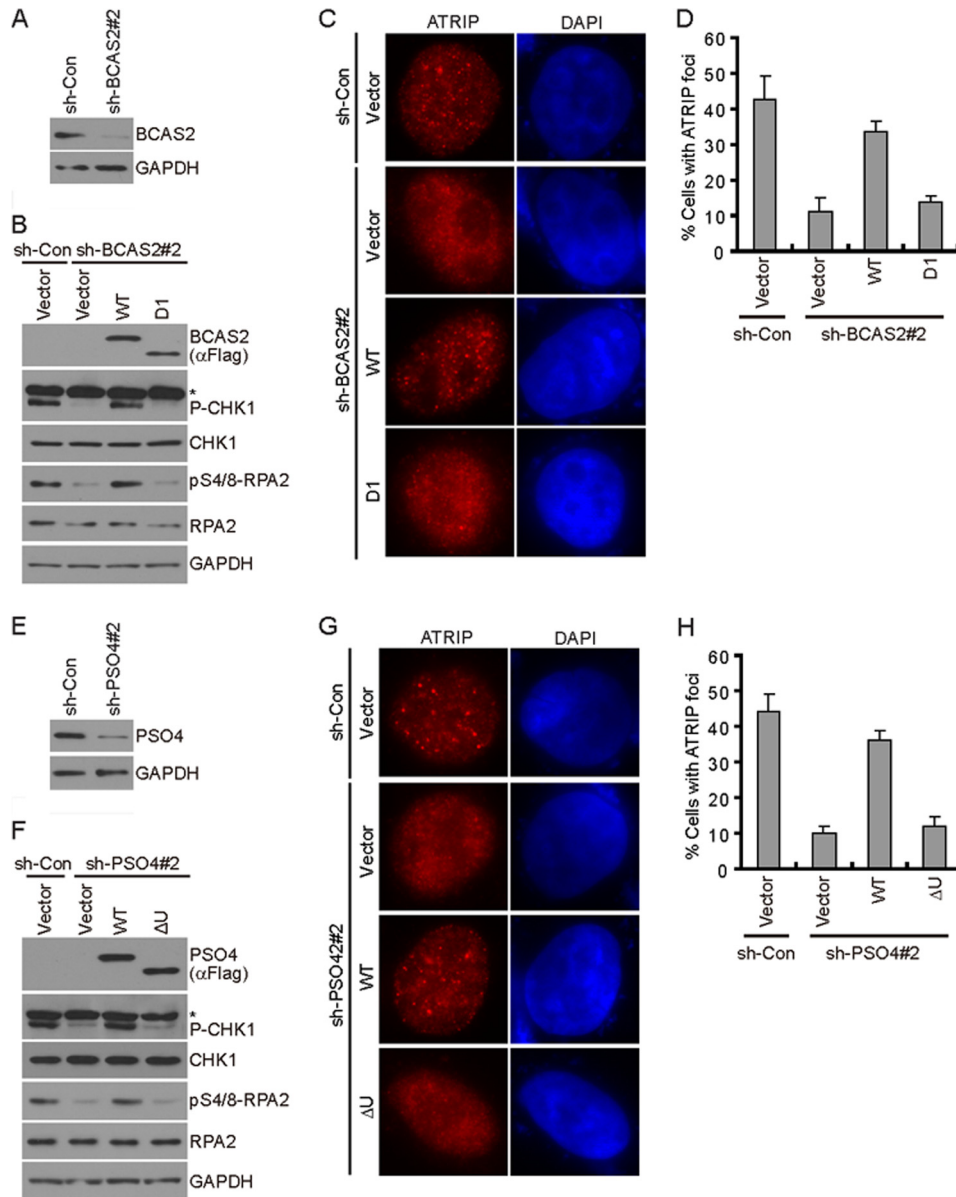 A
sh-Con
sh-BCAS2#2
BCAS2
GAPDH
B
sh-Con sh-BCAS2#2
Vector
Vector
WT
D1
BCAS2
(αFlag)
*
P-CHK1
CHK1
pS4/8-RPA2
RPA2
GAPDH
C
ATRIP DAPI
sh-Con
Vector
sh-BCAS2#2
Vector
WT
D1
D
% Cells with ATRIP foci
60
50
40
30
20
10
0
Vector
Vector
WT
D1
sh-Con sh-BCAS2#2
E
sh-Con
sh-PSO4#2
PSO4
GAPDH
F
sh-Con sh-PSO4#2
Vector
Vector
WT
ΔU
PSO4
(αFlag)
*
P-CHK1
CHK1
pS4/8-RPA2
RPA2
GAPDH
G
ATRIP DAPI
sh-Con
Vector
sh-PSO42#2
Vector
WT
ΔU
H
% Cells with ATRIP foci
60
50
40
30
20
10
0
Vector
Vector
WT
ΔU
sh-Con sh-PSO4#2